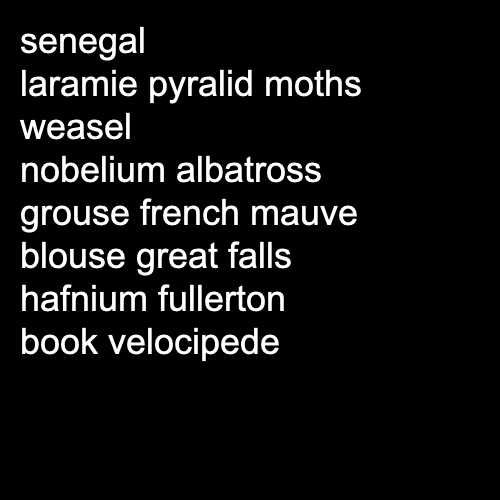 senegal
laramie pyralid moths
weasel
nobelium albatross
grouse french mauve
blouse great falls
hafnium fullerton
book velocipede